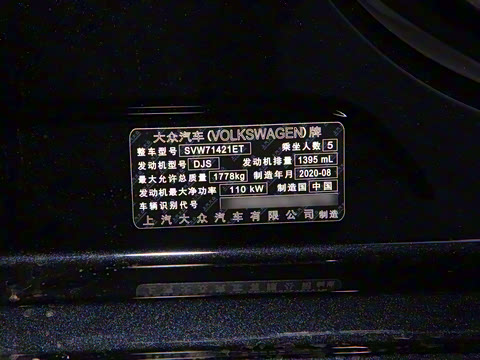 大众汽车(VOLKSWAGEN)牌
整车型号 SVW71421ET 乘坐人数 5
发动机型号 DJS 发动机排量 1395 mL
最大允许总质量 1778kg 制造年月 2020-08
发动机最大净功率 110 kW 制造国 中国
车辆识别代号
上汽大众汽车有限公司 制造